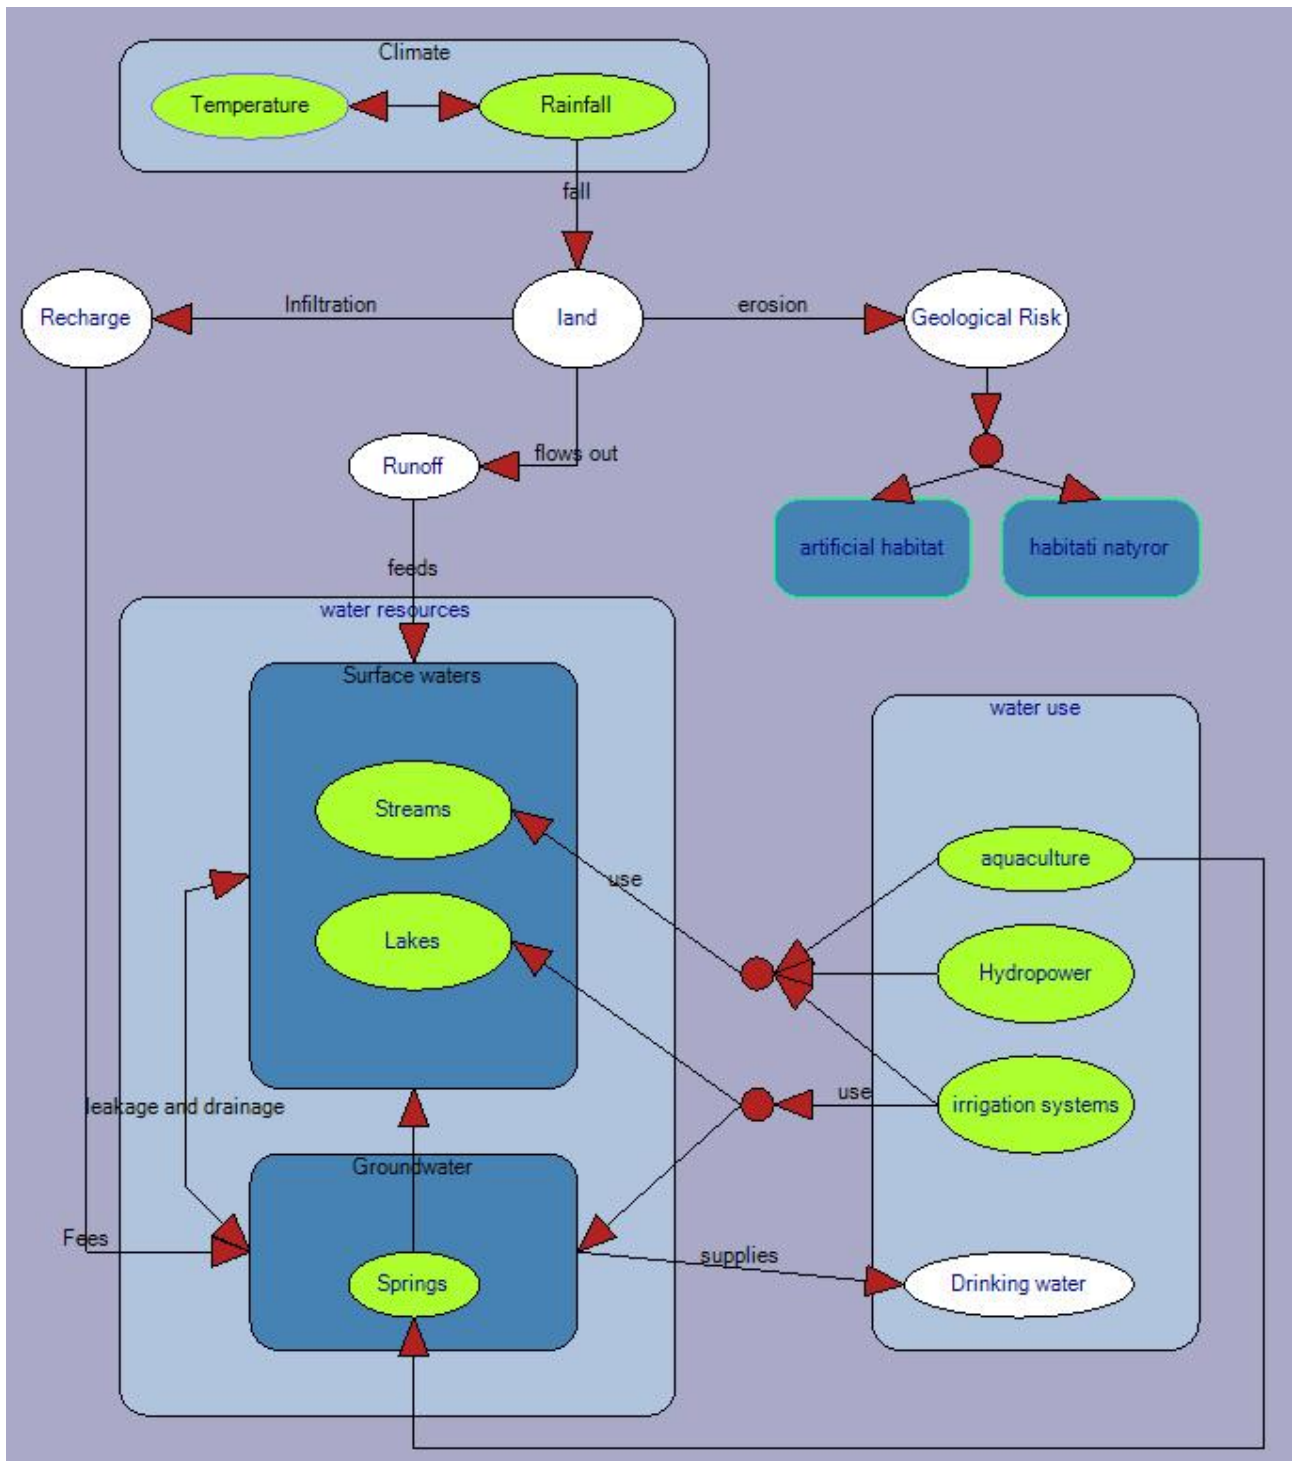 Climate
Temperature
Rainfall
fall
Recharge
Infiltration
land
erosion
Geological Risk
Runoff
flows out
artificial habitat
habitati natyror
feeds
water resources
Surface waters
water use
Streams
aquaculture
use
Lakes
Hydropower
leakage and drainage
use
irrigation systems
Groundwater
Fees
supplies
Springs
Drinking water